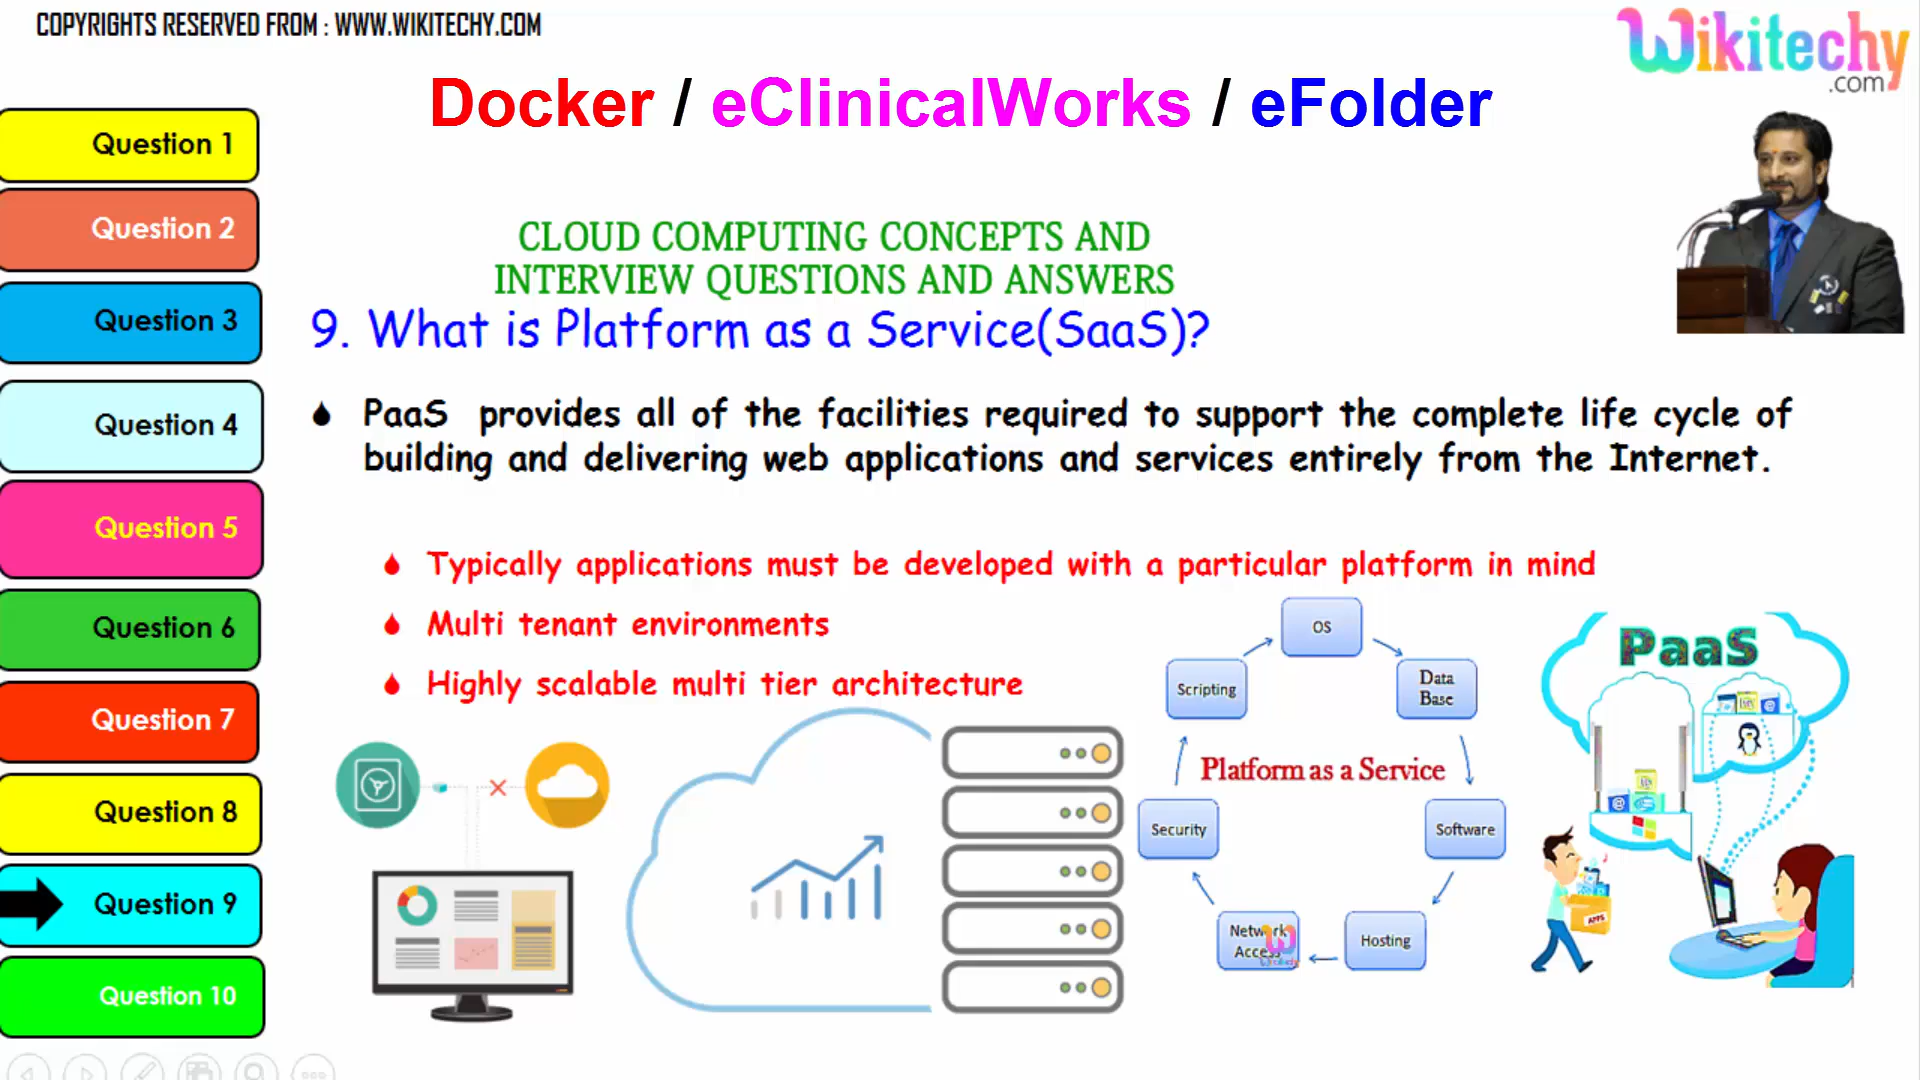 COPYRIGHTS RESERVED FROM : WWW.WIKITECHY.COM
Wikitechy
.com
Docker / eClinicalWorks / eFolder
Question 1
Question 2
Question 3
Question 4
Question 5
Question 6
Question 7
Question 8
Question 9
Question 10
CLOUD COMPUTING CONCEPTS AND
INTERVIEW QUESTIONS AND ANSWERS
9. What is Platform as a Service(SaaS)?
PaaS provides all of the facilities required to support the complete life cycle of
building and delivering web applications and services entirely from the Internet.
Typically applications must be developed with a particular platform in mind
Multi tenant environments
Highly scalable multi tier architecture
OS
Data
Base
Software
Hosting
Network
Access
Security
Scripting
Platform as a Service
PaaS
APPS